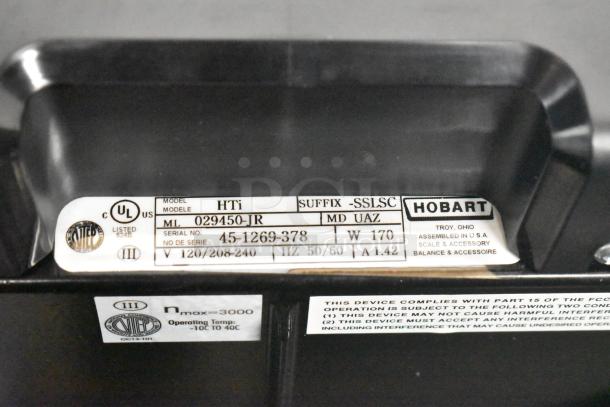 MODEL
MODELE
HTi
SUFFIX -SSLSC
HOBART
C UL US
LISTED
ML 029450-JR
MD UAZ
TROY, OHIO
NTEP
SERIAL NO.
NO DE SERIE
45-1269-378
W 170
ASSEMBLED IN U S A
SCALE & ACCESSORY
III
V 120/208-240
HZ 50/60
A 1.42
BALANCE & ACCESSOIRE
III
nmax=3000
NTEP
Operating Temp:
-10C TO 40C
THIS DEVICE COMPLIES WITH PART 15 OF THE FCC
OPERATION IS SUBJECT TO THE FOLLOWING TWO COND
(1) THIS DEVICE MAY NOT CAUSE HARMFUL INTERFER
(2) THIS DEVICE MUST ACCEPT ANY INTERFERENCE REC
INCLUDING INTERFERENCE THAT MAY CAUSE UNDESIRED OPER